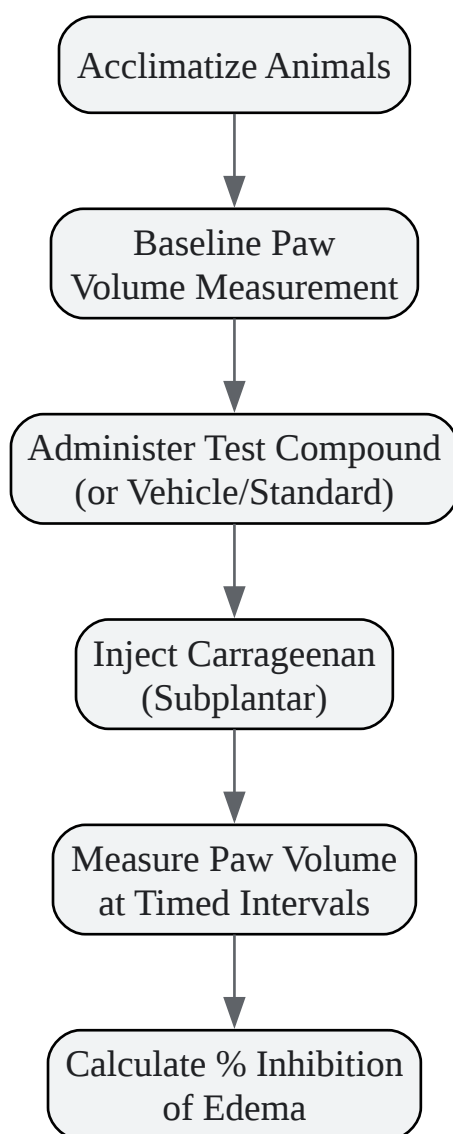 Acclimatize Animals
Baseline Paw
Volume Measurement
Administer Test Compound
(or Vehicle/Standard)
Inject Carrageenan
(Subplantar)
Measure Paw Volume
at Timed Intervals
Calculate % Inhibition
of Edema